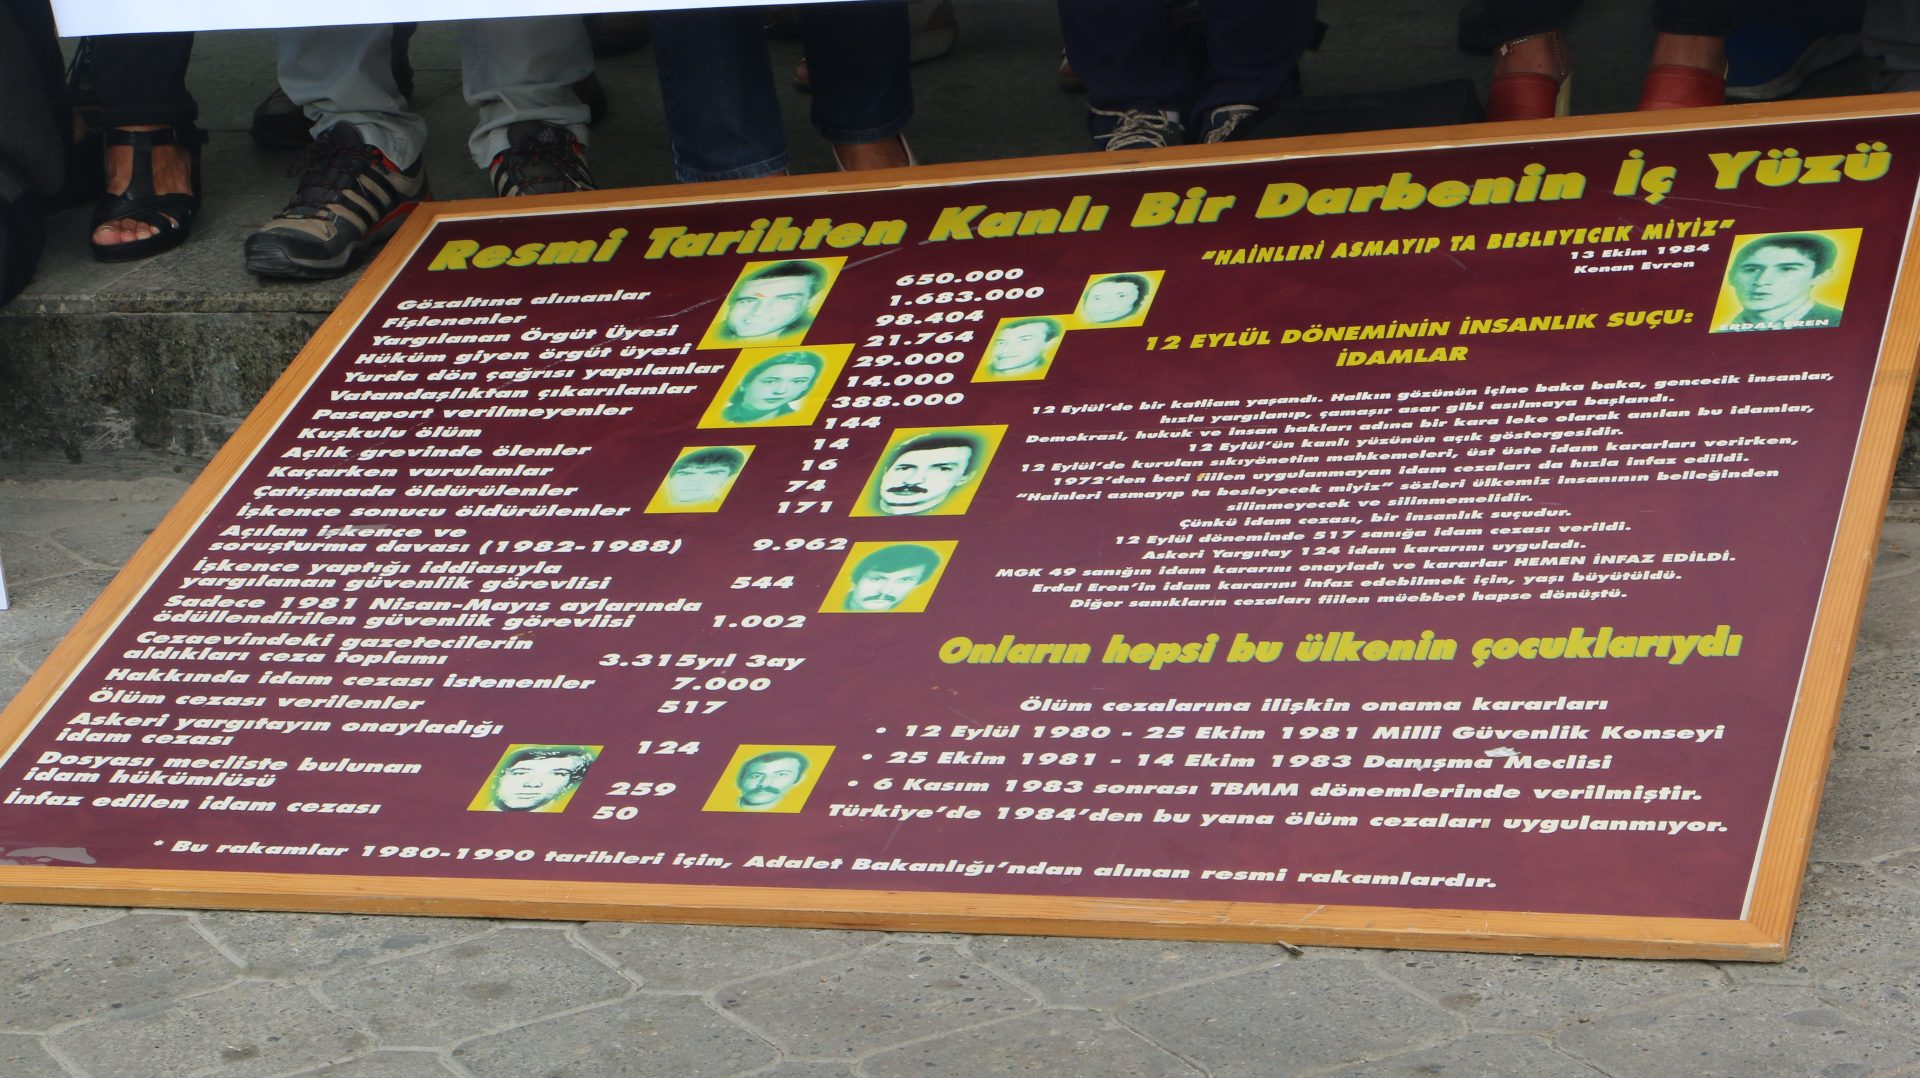 Resmi Tarihten Kanlı Bir Darbenin İç Yüzü
Gözaltına alınanlar 650.000
Fişlenenler 1.683.000
Yargılanan Örgüt Üyesi 98.404
Hüküm giyen örgüt üyesi 21.764
Yurda dön çağrısı yapılanlar 29.000
Vatandaşlıktan çıkarılanlar 14.000
Pasaport verilmeyenler 388.000
Kuşkulu ölüm 144
Açlık grevinde ölenler 14
Kaçarken vurulanlar 16
Çatışmada öldürülenler 74
İşkence sonucu öldürülenler 171
Açılan işkence ve
soruşturma davası (1982-1988) 9.962
İşkence yaptığı iddiasıyla
yargılanan güvenlik görevlisi 544
Sadece 1981 Nisan-Mayıs aylarında
ödüllendirilen güvenlik görevlisi 1.002
Cezaevindeki gazetecilerin
aldıkları ceza toplamı 3.315yıl 3ay
Hakkında idam cezası istenenler 7.000
Ölüm cezası verilenler 517
Askeri yargıtayın onayladığı
idam cezası 124
Dosyası mecliste bulunan
idam hükümlüsü 259
İnfaz edilen idam cezası 50
"HAİNLERİ ASMAYIP TA BESLEYECEK MİYİZ"
13 Ekim 1984
Kenan Evren
ERDAL EREN
12 EYLÜL DÖNEMİNİN İNSANLIK SUÇU:
İDAMLAR
12 Eylül'de bir katliam yaşandı. Halkın gözünün içine baka baka, gencecik insanlar,
hızla yargılanıp, çamaşır asar gibi asılmaya başlandı.
Demokrasi, hukuk ve insan hakları adına bir kara leke olarak anılan bu idamlar,
12 Eylül'ün kanlı yüzünün açık göstergesidir.
12 Eylül'de kurulan sıkıyönetim mahkemeleri, üst üste idam kararları verirken,
1972'den beri fiilen uygulanmayan idam cezaları da hızla infaz edildi.
"Hainleri asmayıp ta besleyecek miyiz" sözleri ülkemiz insanının belleğinden
silinmeyecek ve silinmemelidir.
Çünkü idam cezası, bir insanlık suçudur.
12 Eylül döneminde 517 sanığa idam cezası verildi.
Askeri Yargıtay 124 idam kararını uyguladı.
MGK 49 sanığın idam kararını onayladı ve kararlar HEMEN İNFAZ EDİLDİ.
Erdal Eren'in idam kararını infaz edebilmek için, yaşı büyütüldü.
Diğer sanıkların cezaları fiilen müebbet hapse dönüştü.
Onların hepsi bu ülkenin çocuklarıydı
Ölüm cezalarına ilişkin onama kararları
• 12 Eylül 1980 - 25 Ekim 1981 Milli Güvenlik Konseyi
• 25 Ekim 1981 - 14 Ekim 1983 Danışma Meclisi
• 6 Kasım 1983 sonrası TBMM dönemlerinde verilmiştir.
Türkiye'de 1984'den bu yana ölüm cezaları uygulanmıyor.
* Bu rakamlar 1980-1990 tarihleri için, Adalet Bakanlığı'ndan alınan resmi rakamlardır.